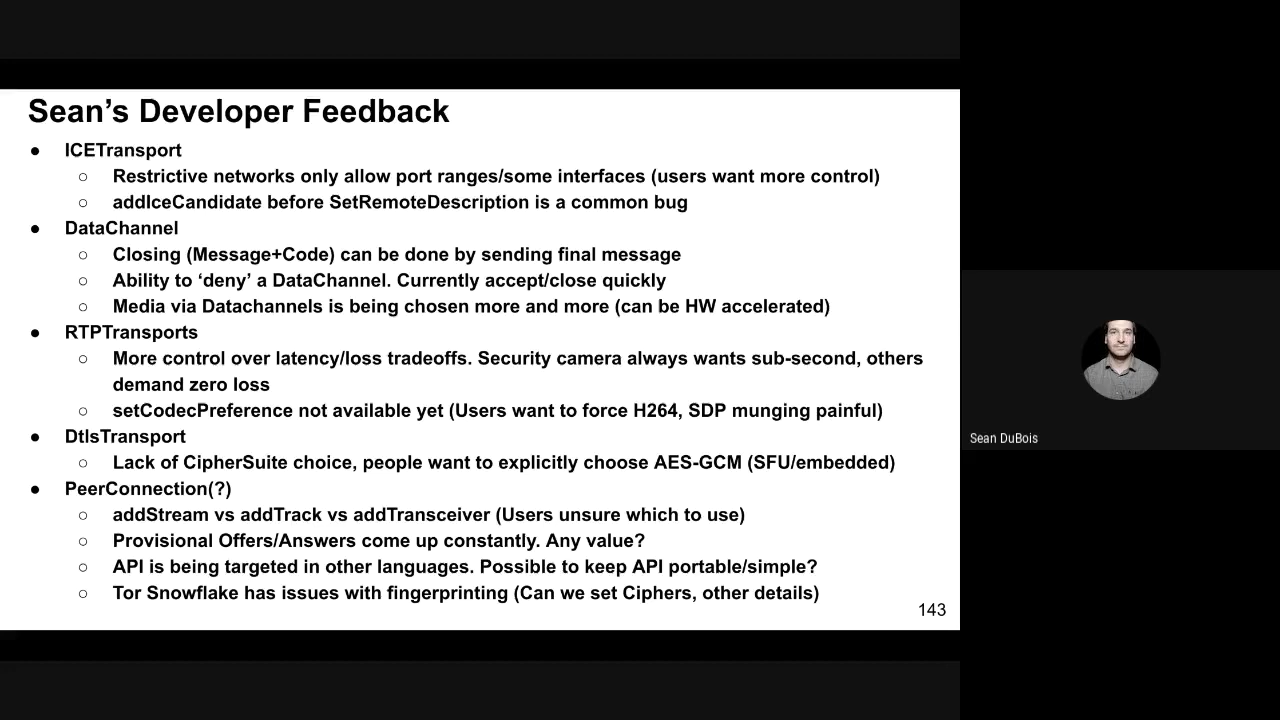 Sean’s Developer Feedback
● ICETransport
○ Restrictive networks only allow port ranges/some interfaces (users want more control)
○ addIceCandidate before SetRemoteDescription is a common bug
● DataChannel
○ Closing (Message+Code) can be done by sending final message
○ Ability to ‘deny’ a DataChannel. Currently accept/close quickly
○ Media via Datachannels is being chosen more and more (can be HW accelerated)
● RTPTransports
○ More control over latency/loss tradeoffs. Security camera always wants sub-second, others
demand zero loss
○ setCodecPreference not available yet (Users want to force H264, SDP munging painful)
● DtlsTransport
○ Lack of CipherSuite choice, people want to explicitly choose AES-GCM (SFU/embedded)
● PeerConnection(?)
○ addStream vs addTrack vs addTransceiver (Users unsure which to use)
○ Provisional Offers/Answers come up constantly. Any value?
○ API is being targeted in other languages. Possible to keep API portable/simple?
○ Tor Snowflake has issues with fingerprinting (Can we set Ciphers, other details)
143
Sean DuBois